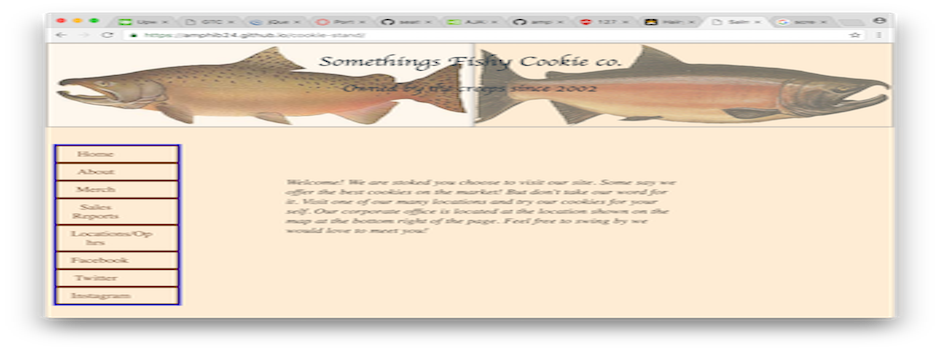 Upw
GTC
jQue
Port
seat
AJK
amp
127
Hair
Salm
scre
https://amphib24.github.io/cookie-stand/
Somethings Fishy Cookie co.
Owned by the creeps since 2002
Home
About
Merch
Sales
Reports
Locations/Op
hrs
Facebook
Twitter
Instagram
Welcome! We are stoked you choose to visit our site. Some say we
offer the best cookies on the market! But don't take our word for
it. Visit one of our many locations and try our cookies for your
self. Our corporate office is located at the location shown on the
map at the bottom right of the page. Feel free to swing by we
would love to meet you!